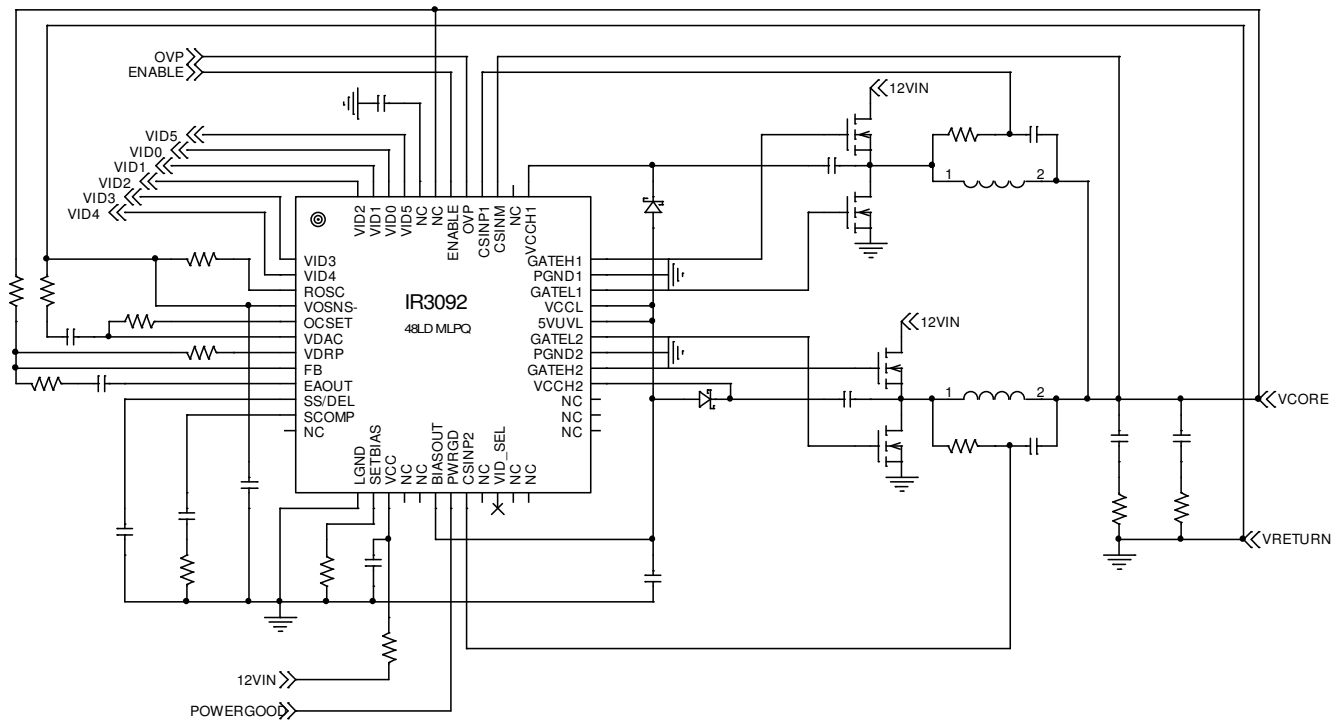 OVP
ENABLE
12VIN
VID5
VID0
VID1
VID2
VID3
VID4
1
2
VID2
VID1
VID0
VID5
NC
NC
ENABLE
OVP
CSINP1
CSINM
NC
VCCH1
VID3
VID4
ROSC
VOSNS-
OCSET
VDAC
VDRP
FB
EAOUT
SS/DEL
SCOMP
NC
IR3092
48LD MLPQ
GATEH1
PGND1
GATEL1
VCCL
5VUVL
GATEL2
PGND2
GATEH2
VCCH2
NC
NC
NC
LGND
SETBIAS
VCC
NC
NC
BIASOUT
PWRGD
CSINP2
NC
VID_SEL
NC
NC
12VIN
1
2
VCORE
VRETURN
12VIN
POWERGOOD